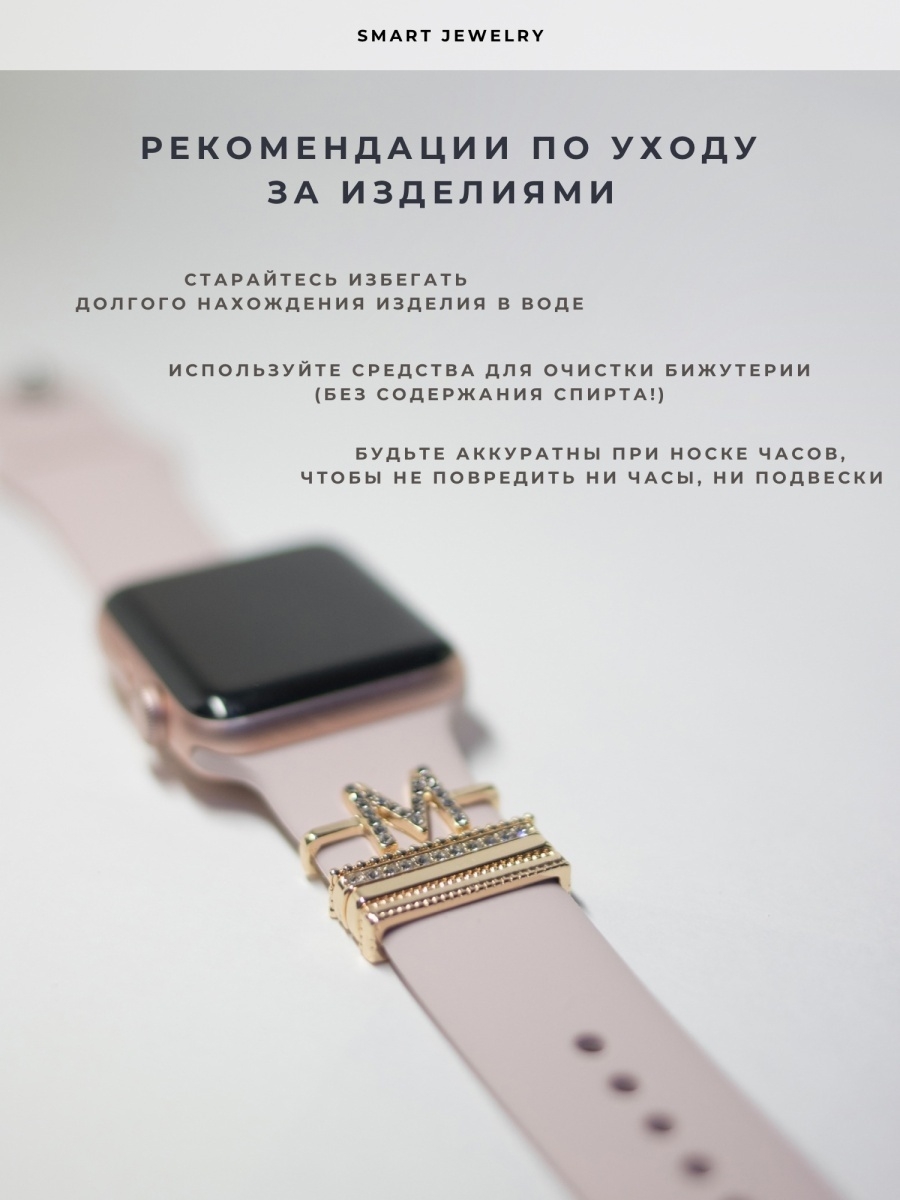 SMART JEWELRY
РЕКОМЕНДАЦИИ ПО УХОДУ
ЗА ИЗДЕЛИЯМИ
СТАРАЙТЕСЬ ИЗБЕГАТЬ
ДОЛГОГО НАХОЖДЕНИЯ ИЗДЕЛИЯ В ВОДЕ
ИСПОЛЬЗУЙТЕ СРЕДСТВА ДЛЯ ОЧИСТКИ БИЖУТЕРИИ
(БЕЗ СОДЕРЖАНИЯ СПИРТА!)
БУДЬТЕ АККУРАТНЫ ПРИ НОСКЕ ЧАСОВ,
ЧТОБЫ НЕ ПОВРЕДИТЬ НИ ЧАСЫ, НИ ПОДВЕСКИ
M